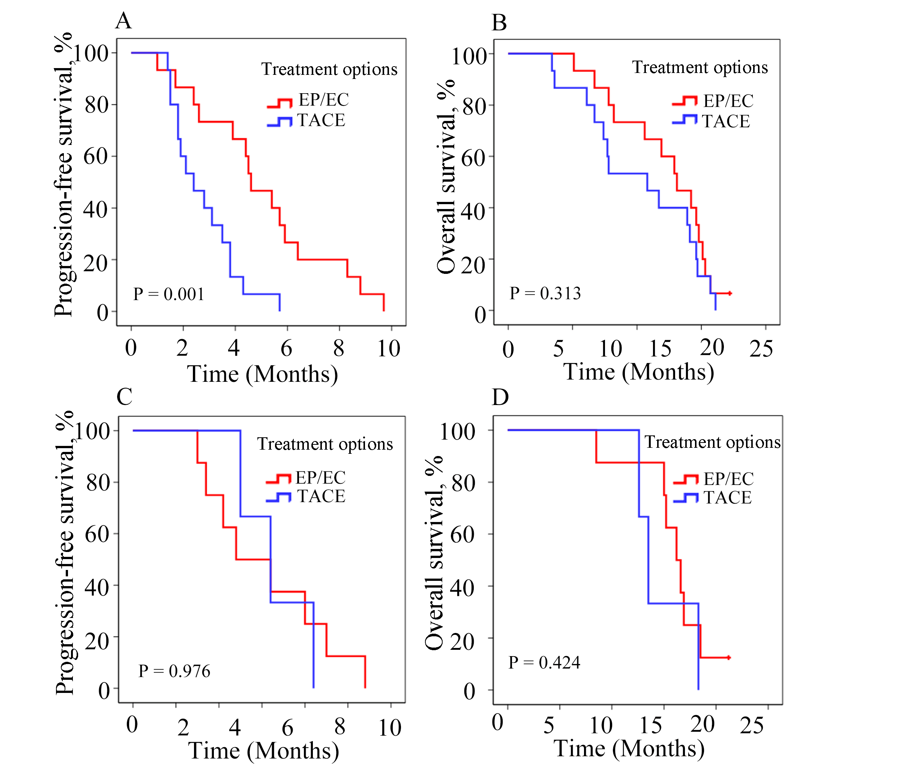 A
Progression-free survival, %
100
80
60
40
20
0
Treatment options
EP/EC
TACE
P = 0.001
0 2 4 6 8 10
Time (Months)
B
Overall survival, %
100
80
60
40
20
0
Treatment options
EP/EC
TACE
P = 0.313
0 5 10 15 20 25
Time (Months)
C
Progression-free survival, %
100
80
60
40
20
0
Treatment options
EP/EC
TACE
P = 0.976
0 2 4 6 8 10
Time (Months)
D
Overall survival, %
100
80
60
40
20
0
Treatment options
EP/EC
TACE
P = 0.424
0 5 10 15 20 25
Time (Months)